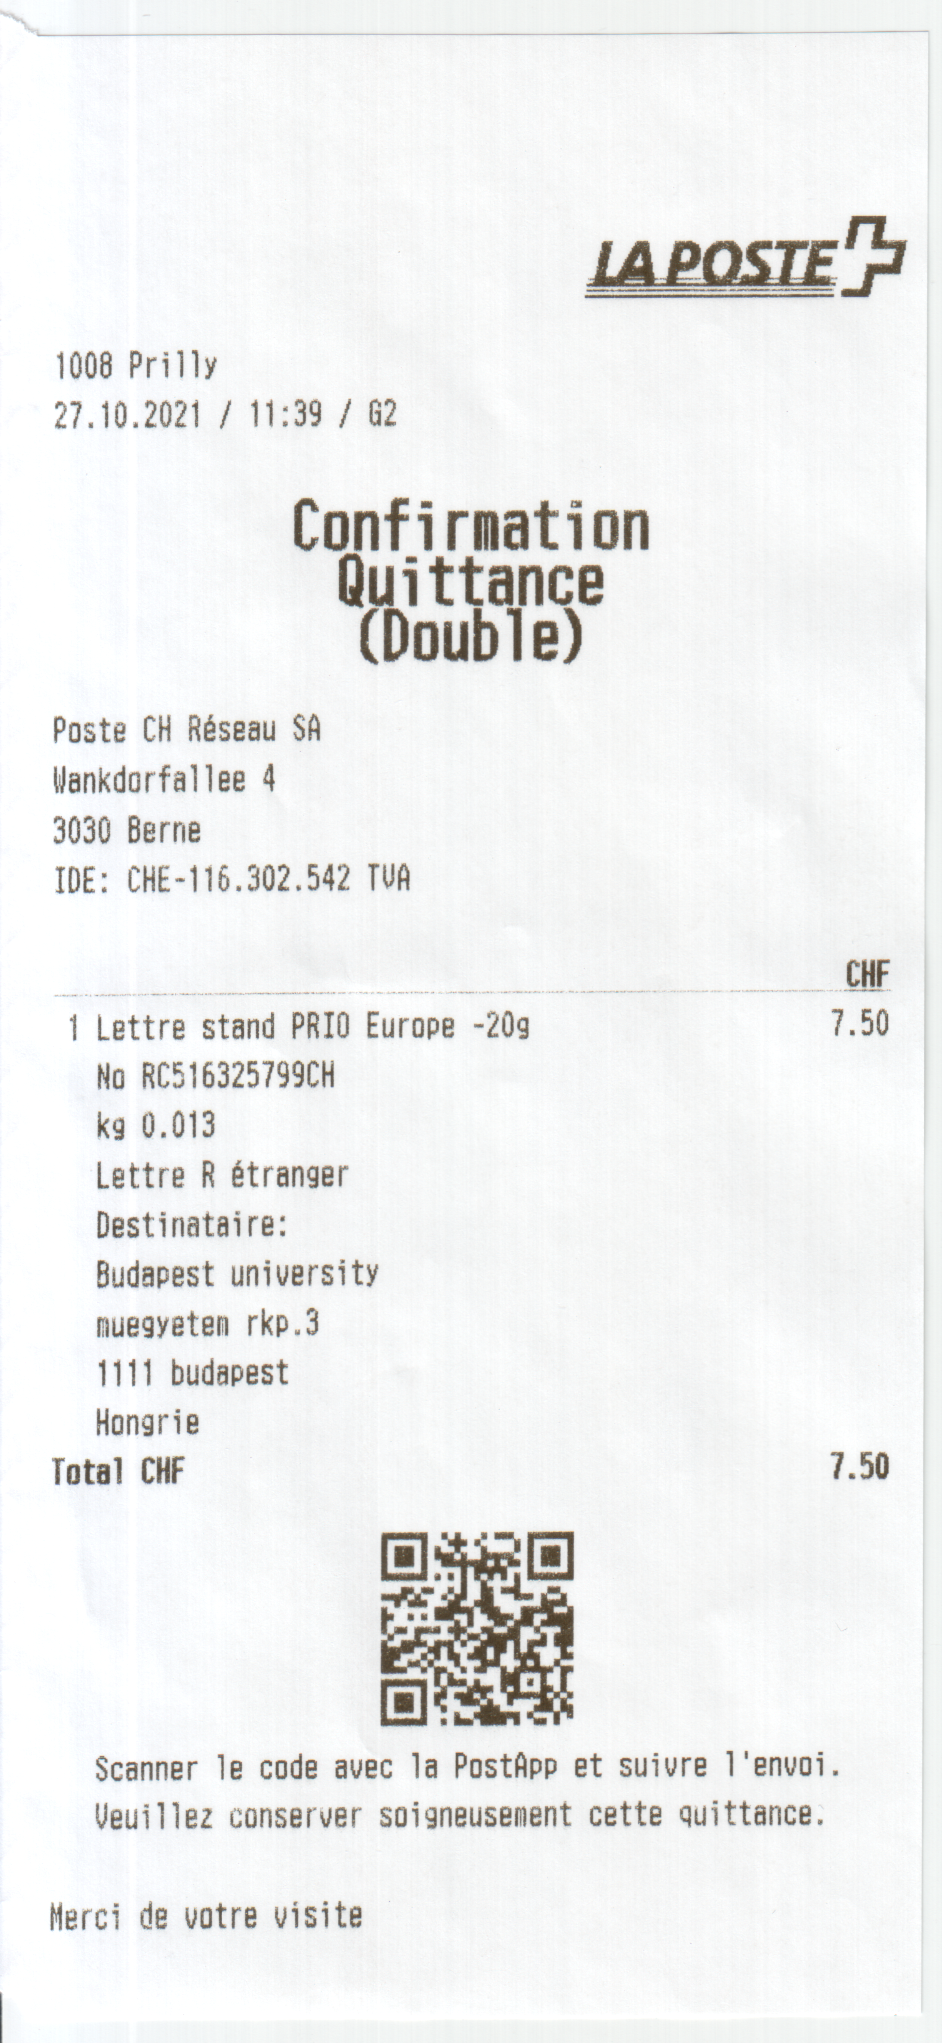 LA POSTE
1008 Prilly
27.10.2021 / 11:39 / G2
Confirmation
Quittance
(Double)
Poste CH Réseau SA
Wankdorfallee 4
3030 Berne
IDE: CHE-116.302.542 TVA
CHF
1 Lettre stand PRIO Europe -20g 7.50
No RC516325799CH
kg 0.013
Lettre R étranger
Destinataire:
Budapest university
muegyetem rkp.3
1111 budapest
Hongrie
Total CHF 7.50
Scanner le code avec la PostApp et suivre l'envoi.
Veuillez conserver soigneusement cette quittance.
Merci de votre visite